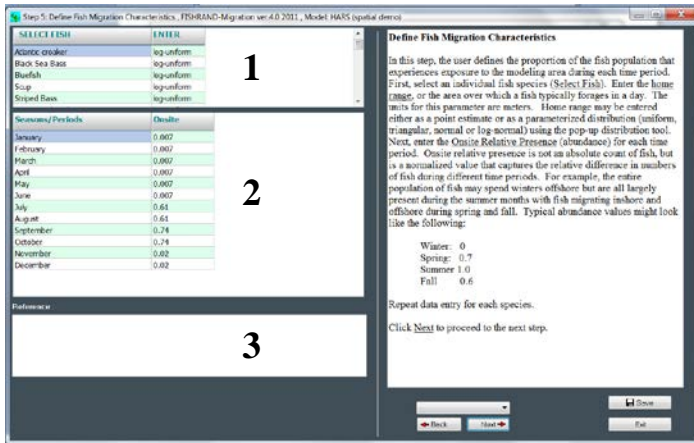 Step 5: Define Fish Migration Characteristics , FISHRAND-Migration ver.4.0 2011 , Model: HARS (spatial demo)
SELECT FISH ENTER
Atlantic croaker log-uniform
Black Sea Bass log-uniform
Bluefish log-uniform
Scup log-uniform
Striped Bass log-uniform
1
Seasons/Periods Onsite
January 0.007
February 0.007
March 0.007
April 0.007
May 0.007
June 0.007
July 0.61
August 0.61
September 0.74
October 0.74
November 0.02
December 0.02
2
Reference
3
Define Fish Migration Characteristics
In this step, the user defines the proportion of the fish population that
experiences exposure to the modeling area during each time period.
First, select an individual fish species (Select Fish). Enter the home
range, or the area over which a fish typically forages in a day. The
units for this parameter are meters. Home range may be entered
either as a point estimate or as a parameterized distribution (uniform,
triangular, normal or log-normal) using the pop-up distribution tool.
Next, enter the Onsite Relative Presence (abundance) for each time
period. Onsite relative presence is not an absolute count of fish, but
is a normalized value that captures the relative difference in numbers
of fish during different time periods. For example, the entire
population of fish may spend winters offshore but are all largely
present during the summer months with fish migrating inshore and
offshore during spring and fall. Typical abundance values might look
like the following:
Winter: 0
Spring: 0.7
Summer 1.0
Fall 0.6
Repeat data entry for each species.
Click Next to proceed to the next step.
Save
Back Next Exit